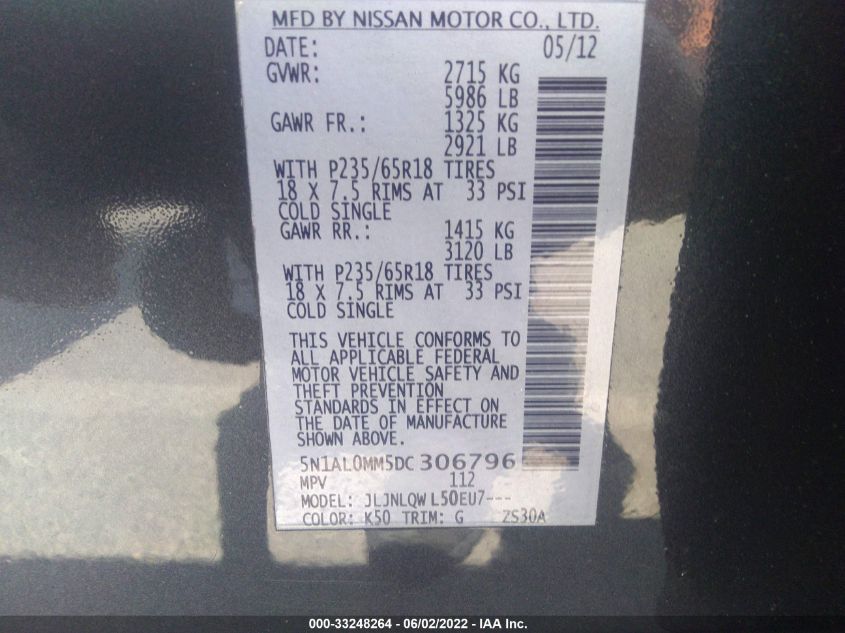 MFD BY NISSAN MOTOR CO., LTD.
DATE: 05/12
GVWR: 2715 KG
5986 LB
GAWR FR.: 1325 KG
2921 LB
WITH P235/65R18 TIRES
18 X 7.5 RIMS AT 33 PSI
COLD SINGLE
GAWR RR.: 1415 KG
3120 LB
WITH P235/65R18 TIRES
18 X 7.5 RIMS AT 33 PSI
COLD SINGLE
THIS VEHICLE CONFORMS TO
ALL APPLICABLE FEDERAL
MOTOR VEHICLE SAFETY AND
THEFT PREVENTION
STANDARDS IN EFFECT ON
THE DATE OF MANUFACTURE
SHOWN ABOVE.
5N1AL0MM5DC 306796
MPV 112
MODEL: JLJNLQW L50EU7---
COLOR: K50 TRIM: G ZS30A
000-33248264 - 06/02/2022 - IAA Inc.